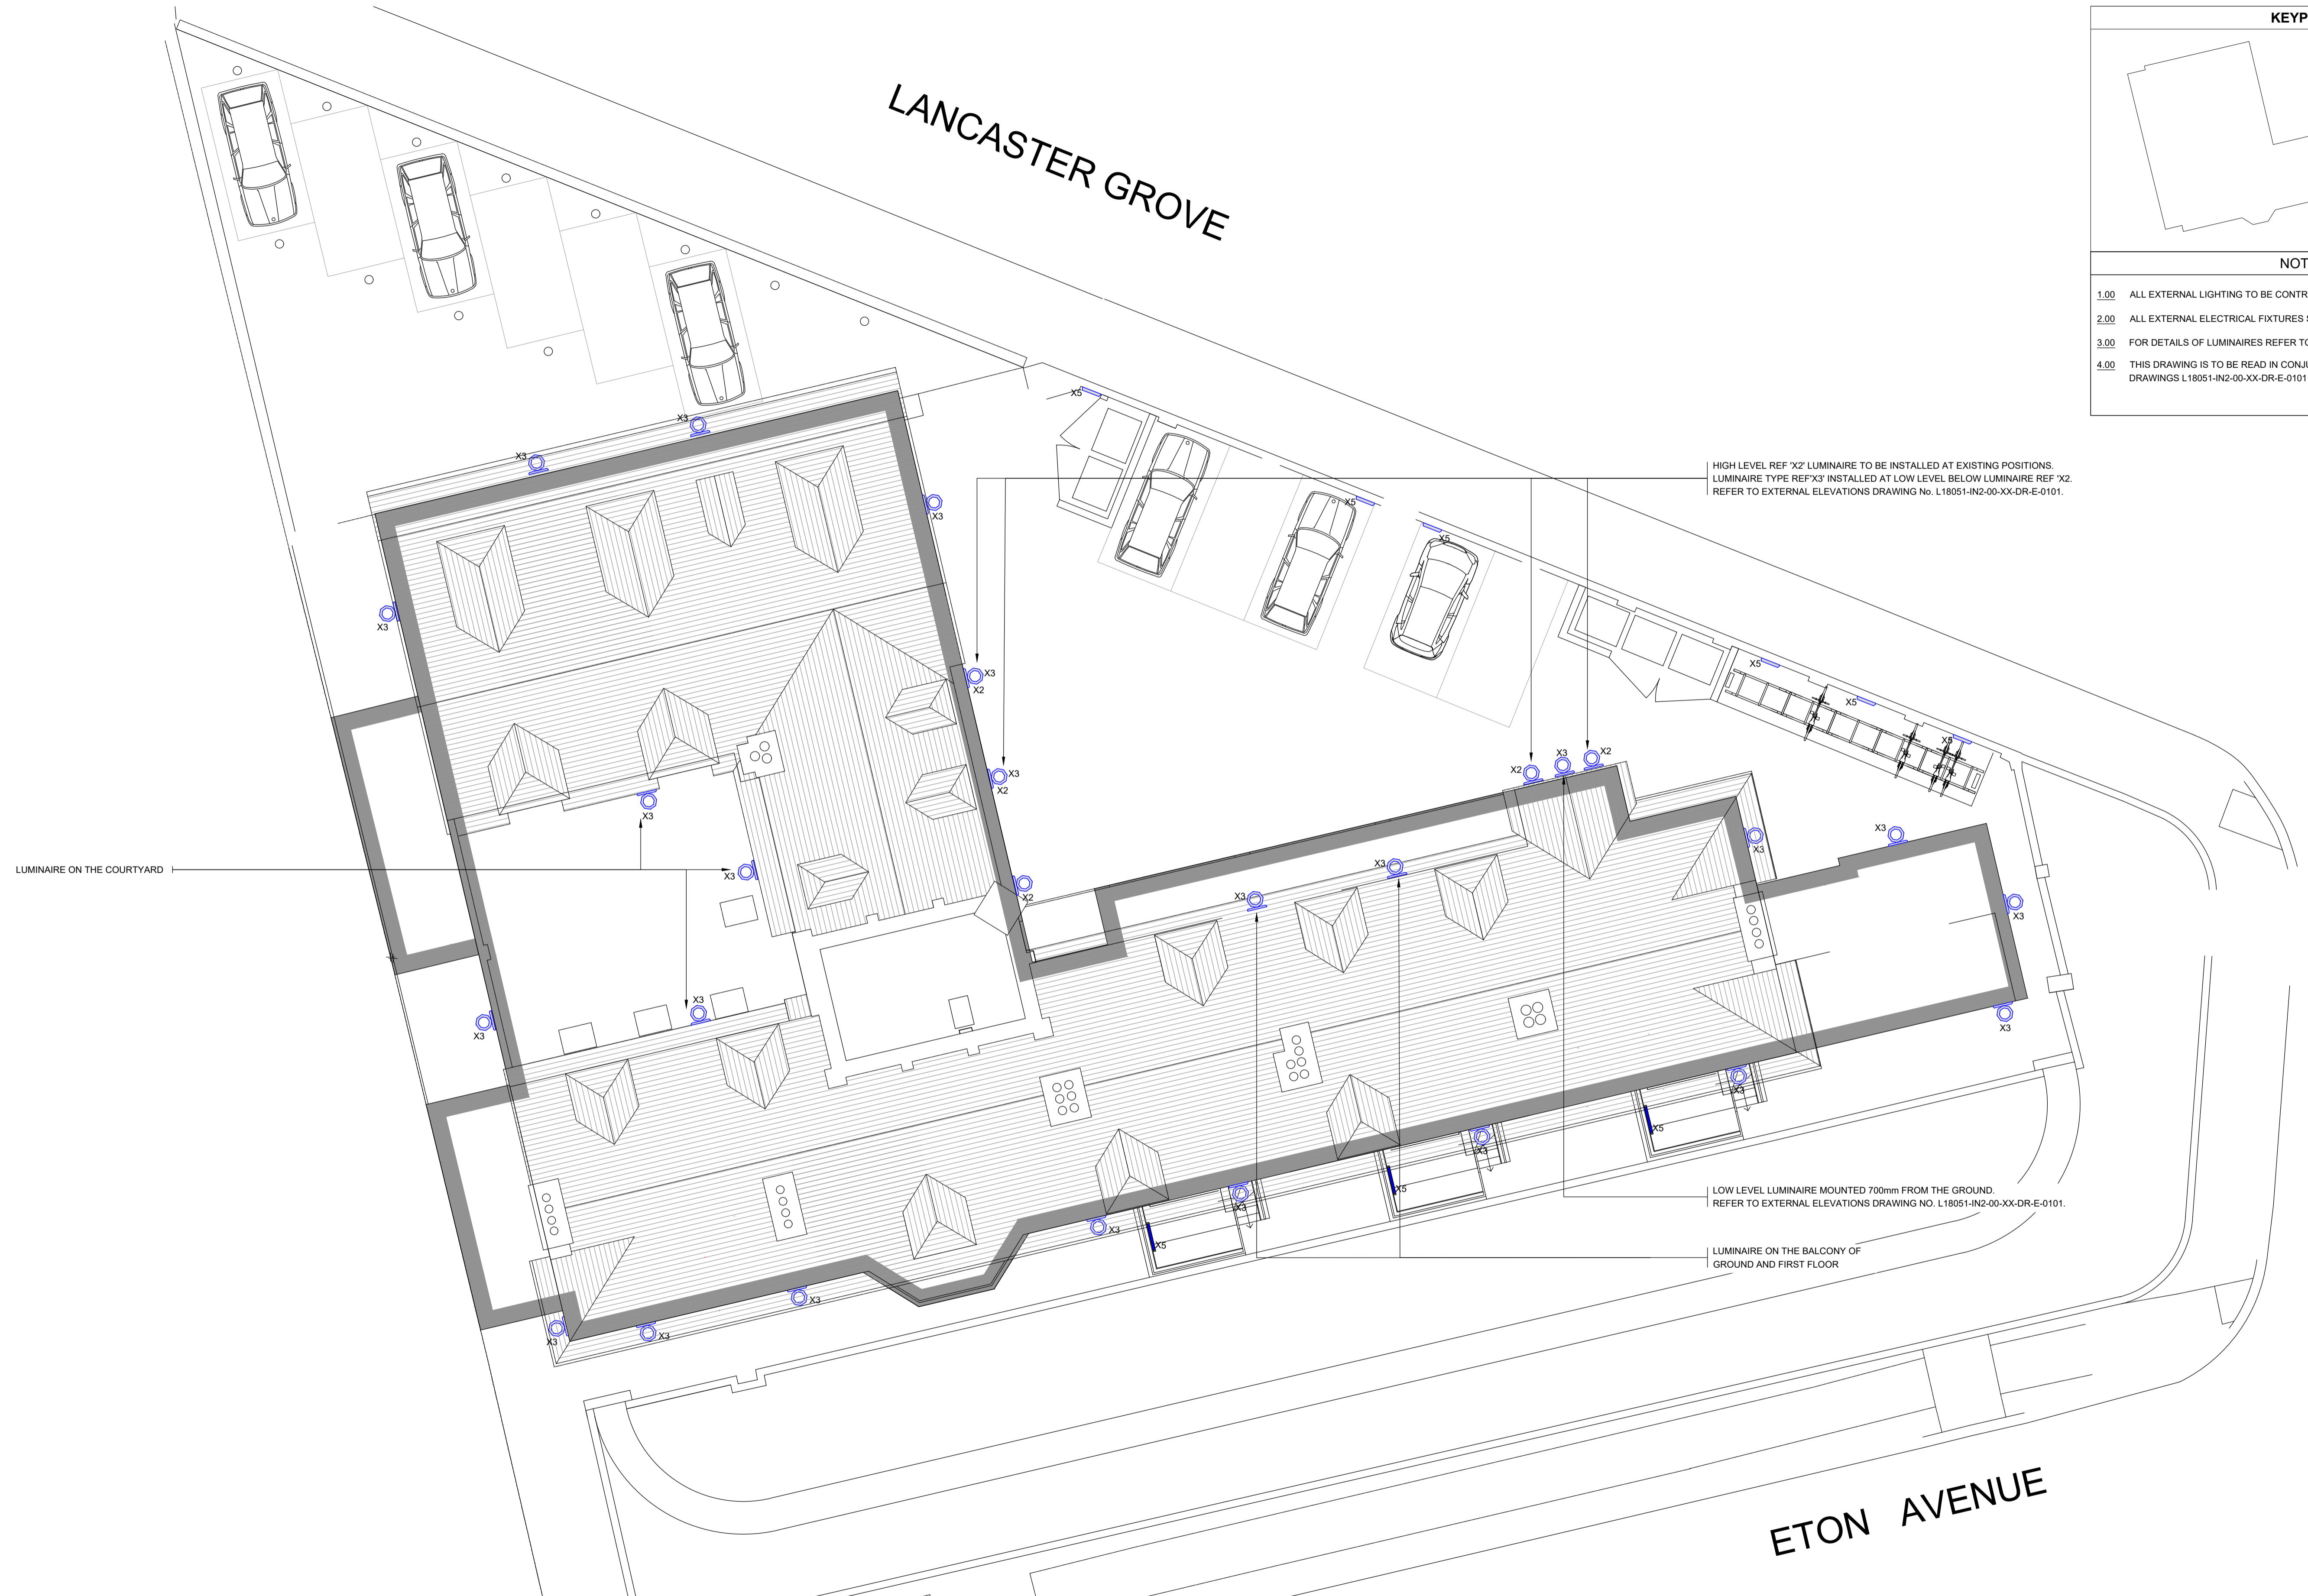 LANCASTER GROVE
KEYP
NOT
1.00 ALL EXTERNAL LIGHTING TO BE CONTR
2.00 ALL EXTERNAL ELECTRICAL FIXTURES
3.00 FOR DETAILS OF LUMINAIRES REFER TO
4.00 THIS DRAWING IS TO BE READ IN CONJU
DRAWINGS L18051-IN2-00-XX-DR-E-0101
X5
X3
X3
HIGH LEVEL REF 'X2' LUMINAIRE TO BE INSTALLED AT EXISTING POSITIONS.
LUMINAIRE TYPE REF'X3' INSTALLED AT LOW LEVEL BELOW LUMINAIRE REF 'X2.
REFER TO EXTERNAL ELEVATIONS DRAWING No. L18051-IN2-00-XX-DR-E-0101.
X5
X3
X5
X3
X5
X3
X2
X5
X5
X3
X2
X2
X3
X2
X3
X3
X3
X3
X3
LUMINAIRE ON THE COURTYARD
X3
X3
X2
X3
X3
X3
X3
X3
X5
X3
X5
LOW LEVEL LUMINAIRE MOUNTED 700mm FROM THE GROUND.
REFER TO EXTERNAL ELEVATIONS DRAWING NO. L18051-IN2-00-XX-DR-E-0101.
X3
X3
X5
LUMINAIRE ON THE BALCONY OF
GROUND AND FIRST FLOOR
X3
X3
X3
ETON AVENUE